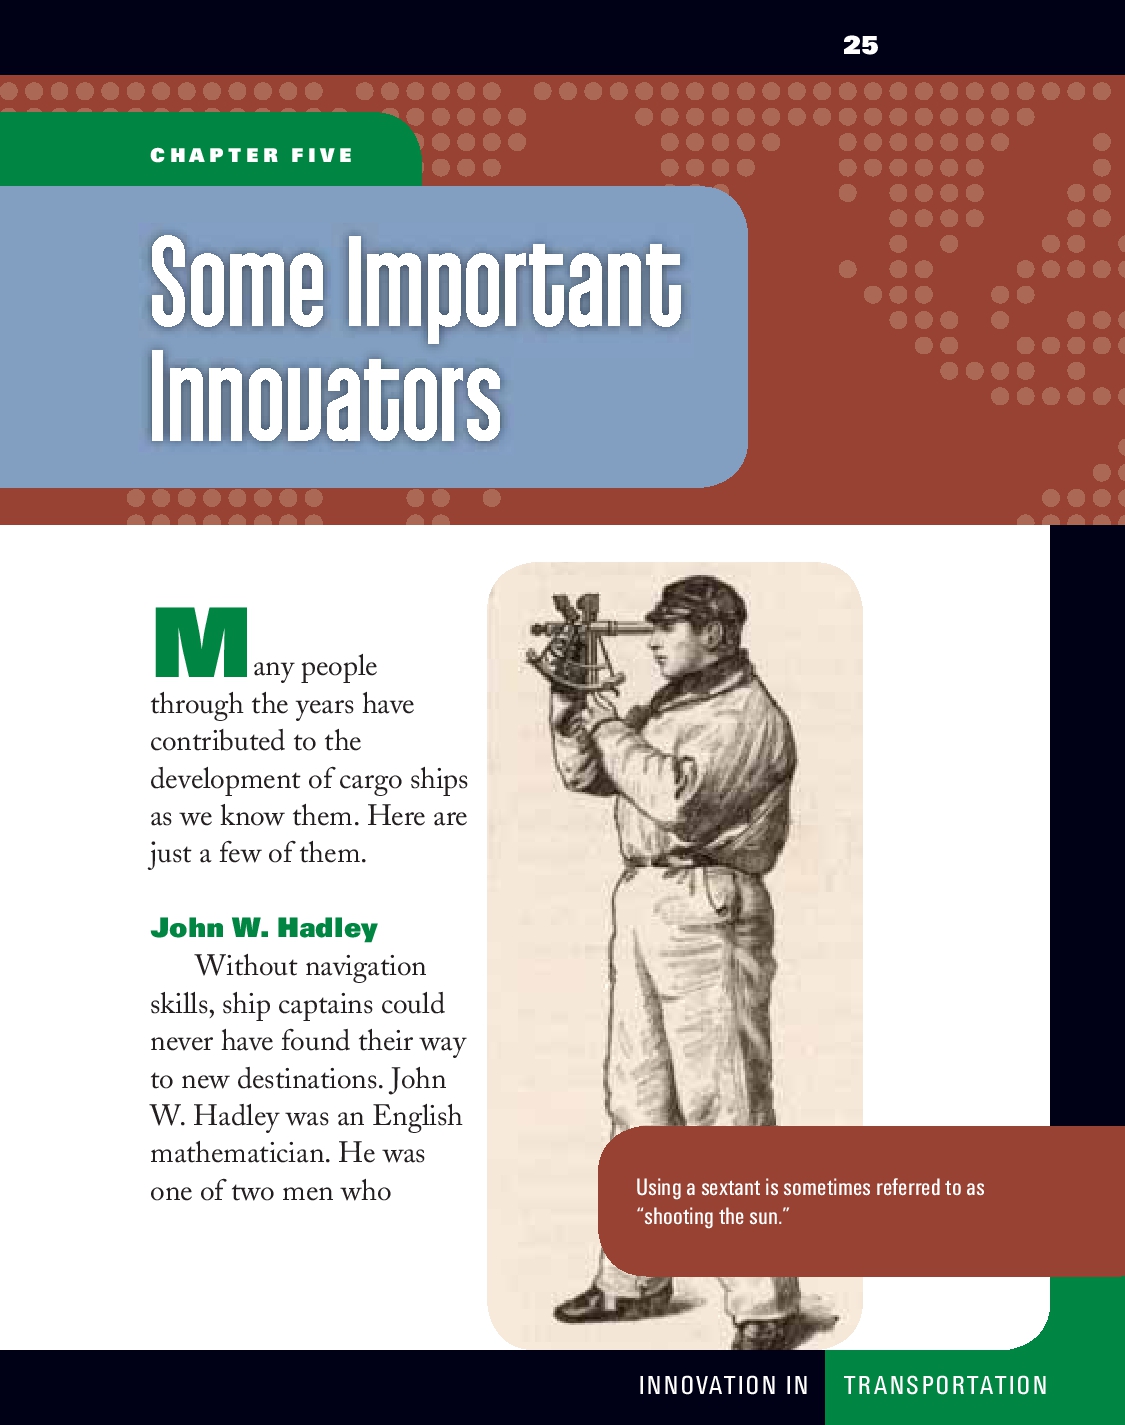 25
CHAPTER FIVE
Some Important
Innovators
Many people
through the years have
contributed to the
development of cargo ships
as we know them. Here are
just a few of them.
John W. Hadley
Without navigation
skills, ship captains could
never have found their way
to new destinations. John
W. Hadley was an English
mathematician. He was
one of two men who
Using a sextant is sometimes referred to as
“shooting the sun.”
INNOVATION IN TRANSPORTATION